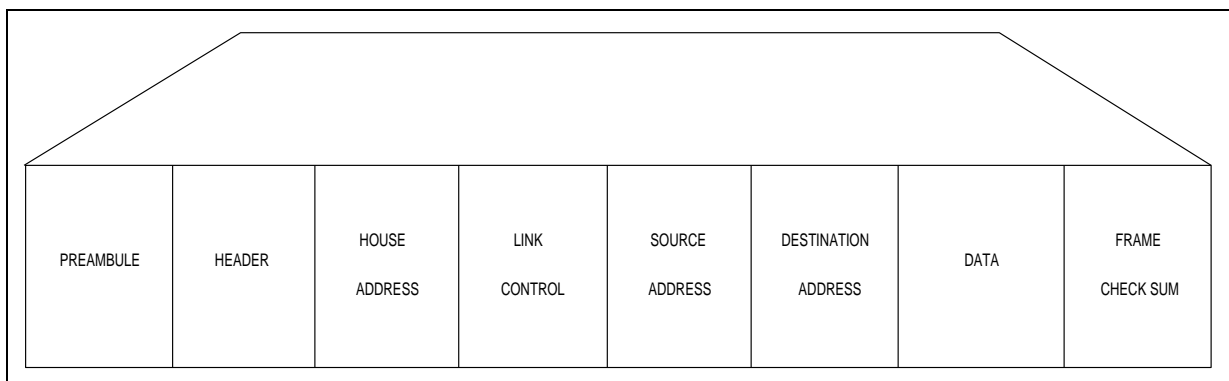 PREAMBULE
HEADER
HOUSE
ADDRESS
LINK
CONTROL
SOURCE
ADDRESS
DESTINATION
ADDRESS
DATA
FRAME
CHECK SUM